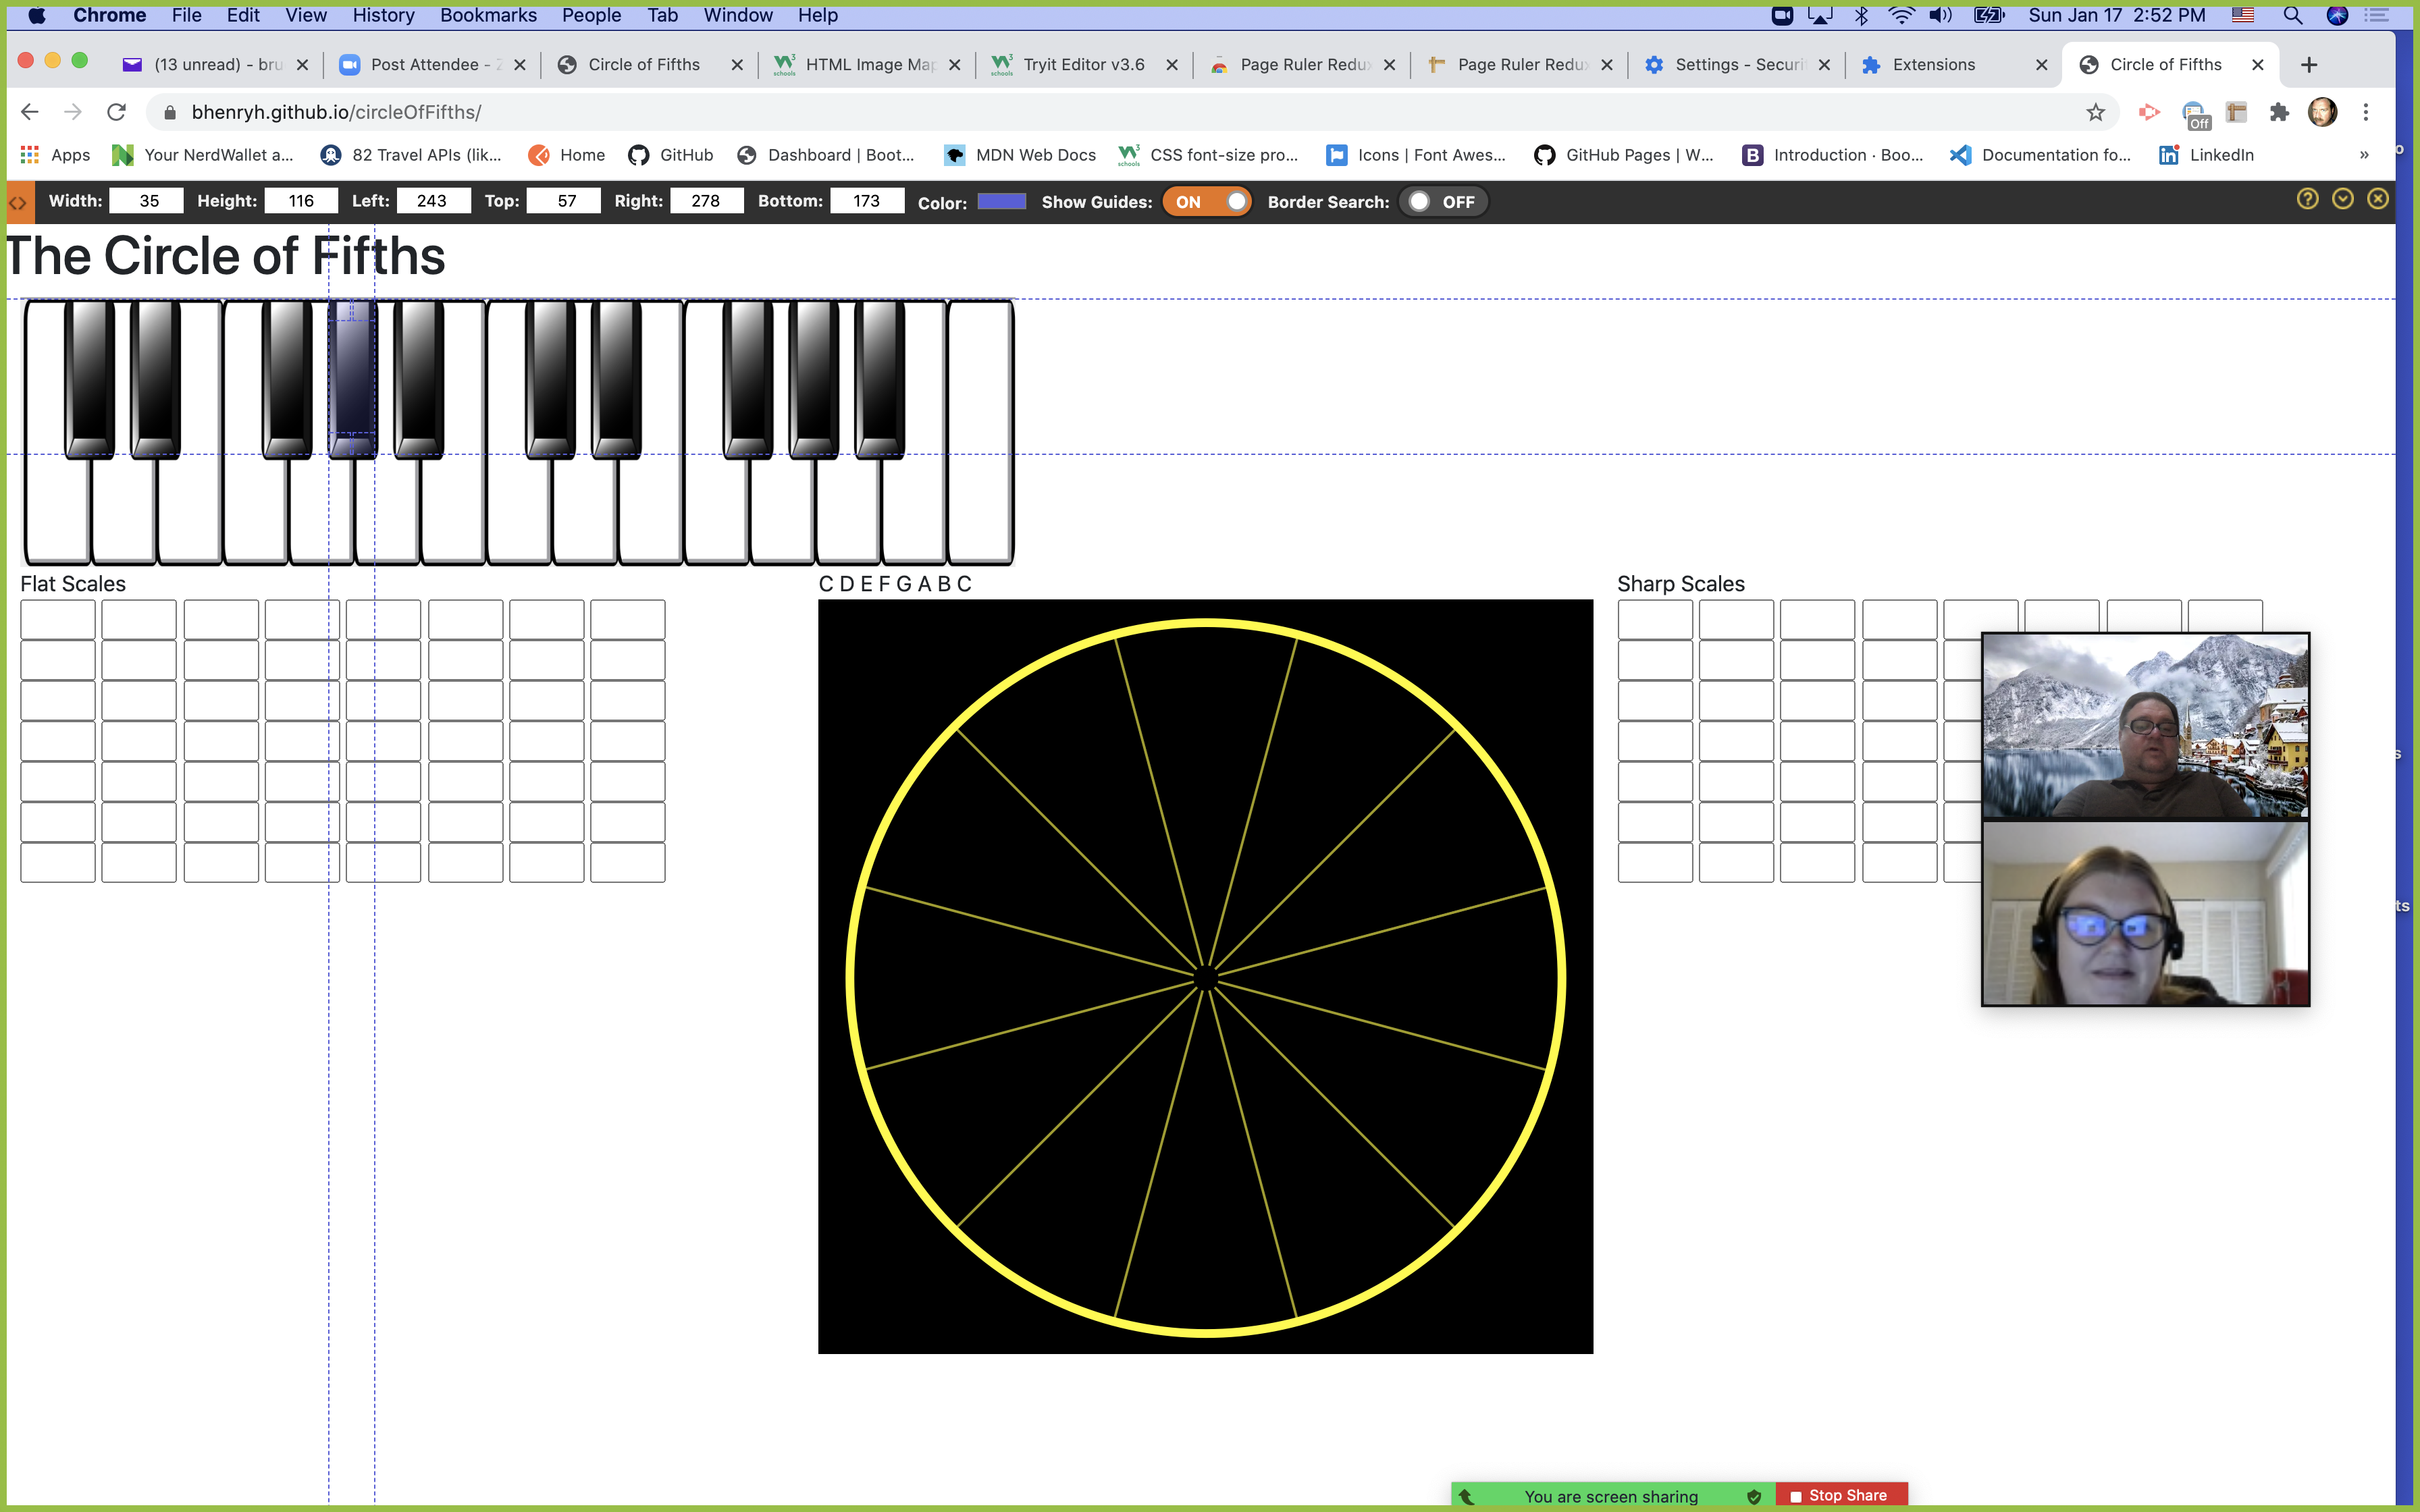 Chrome File Edit View History Bookmarks People Tab Window Help Sun Jan 17 2:52 PM
(13 unread) - bru Post Attendee - Z Circle of Fifths HTML Image Map Tryit Editor v3.6 Page Ruler Redux Page Ruler Redux Settings - Securi Extensions Circle of Fifths
bhenryh.github.io/circleOfFifths/ Off
Apps Your NerdWallet a... 82 Travel APIs (lik... Home GitHub Dashboard | Boot... MDN Web Docs CSS font-size pro... Icons | Font Awes... GitHub Pages | W... Introduction · Boo... Documentation fo... LinkedIn »
Width: 35 Height: 116 Left: 243 Top: 57 Right: 278 Bottom: 173 Color: Show Guides: ON Border Search: OFF
The Circle of Fifths
Flat Scales
C D E F G A B C
Sharp Scales
You are screen sharing Stop Share